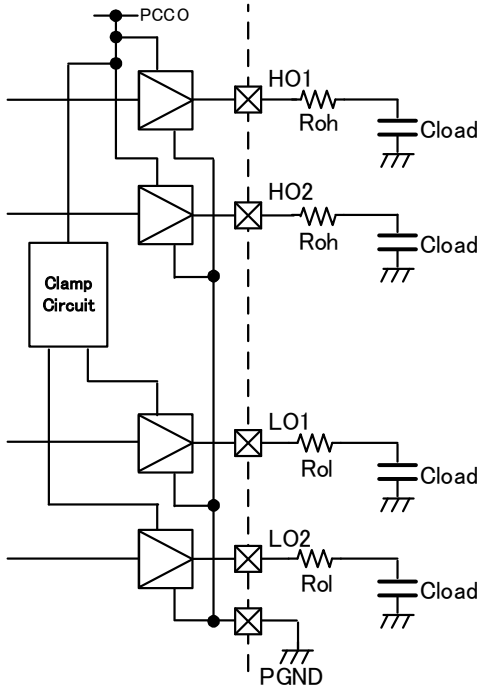 PCCO
HO1
Roh
Cload
HO2
Roh
Cload
Clamp
Circuit
LO1
Rol
Cload
LO2
Rol
Cload
PGND